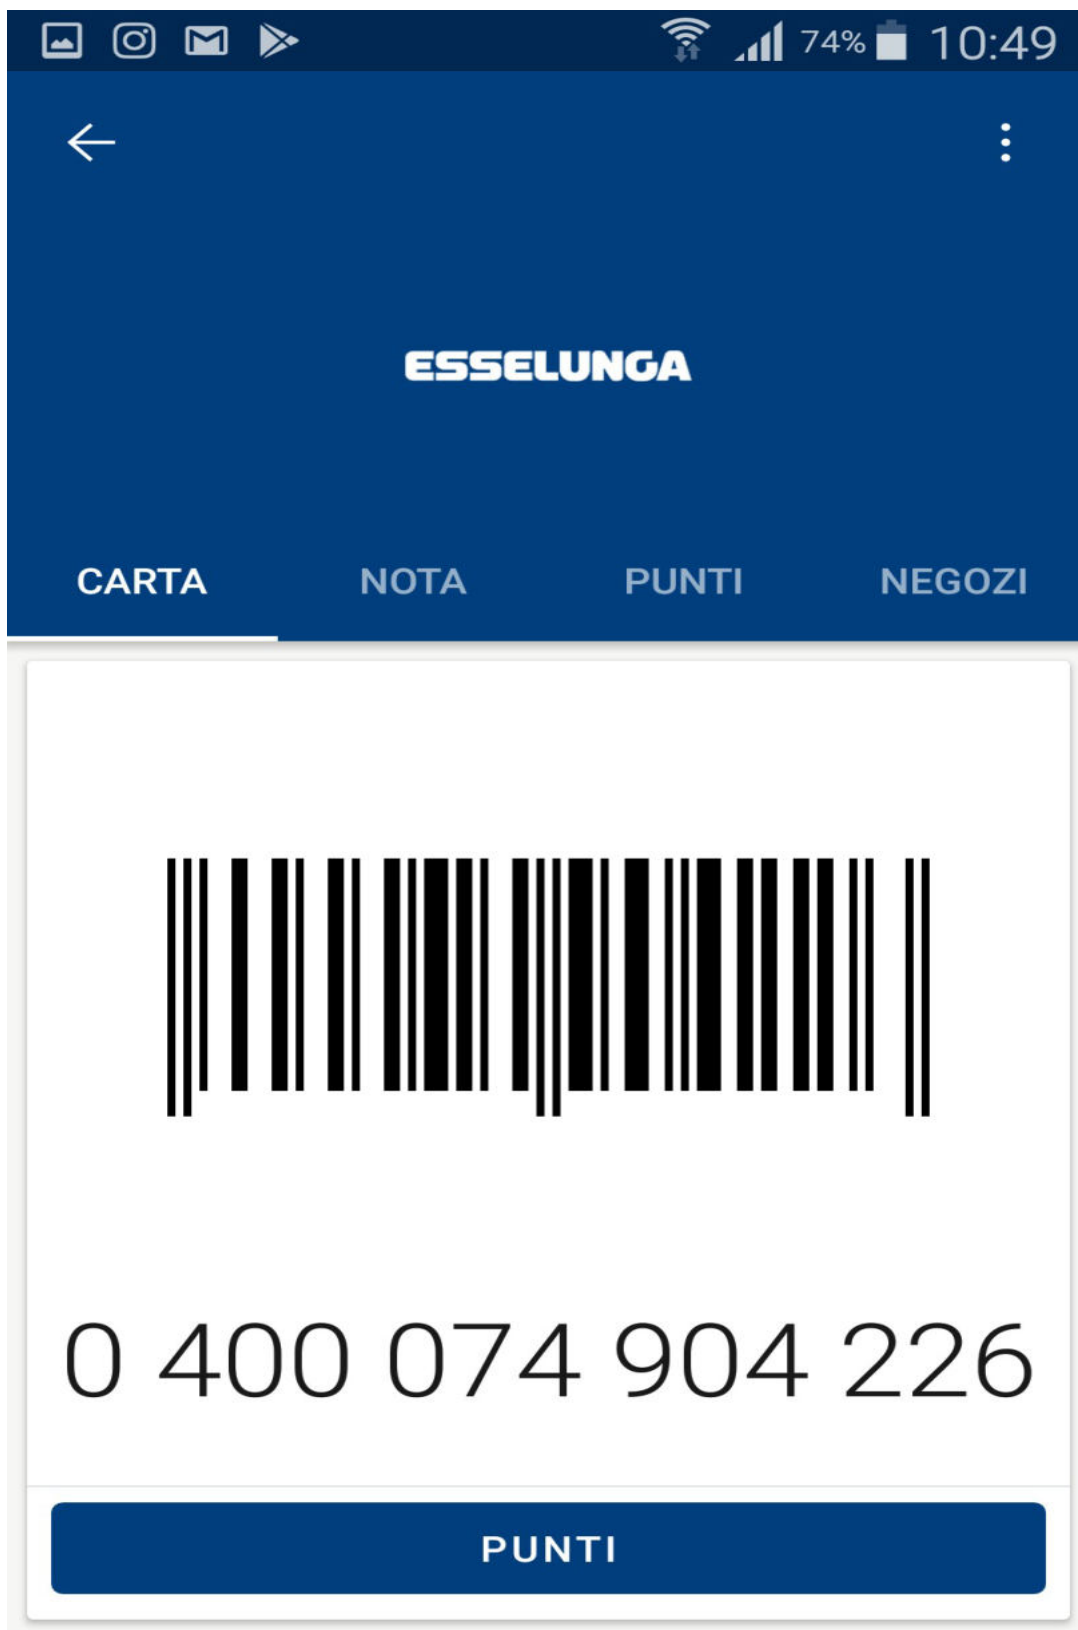 74% 10:49
ESSELUNGA
CARTA NOTA PUNTI NEGOZI
0 400 074 904 226
PUNTI